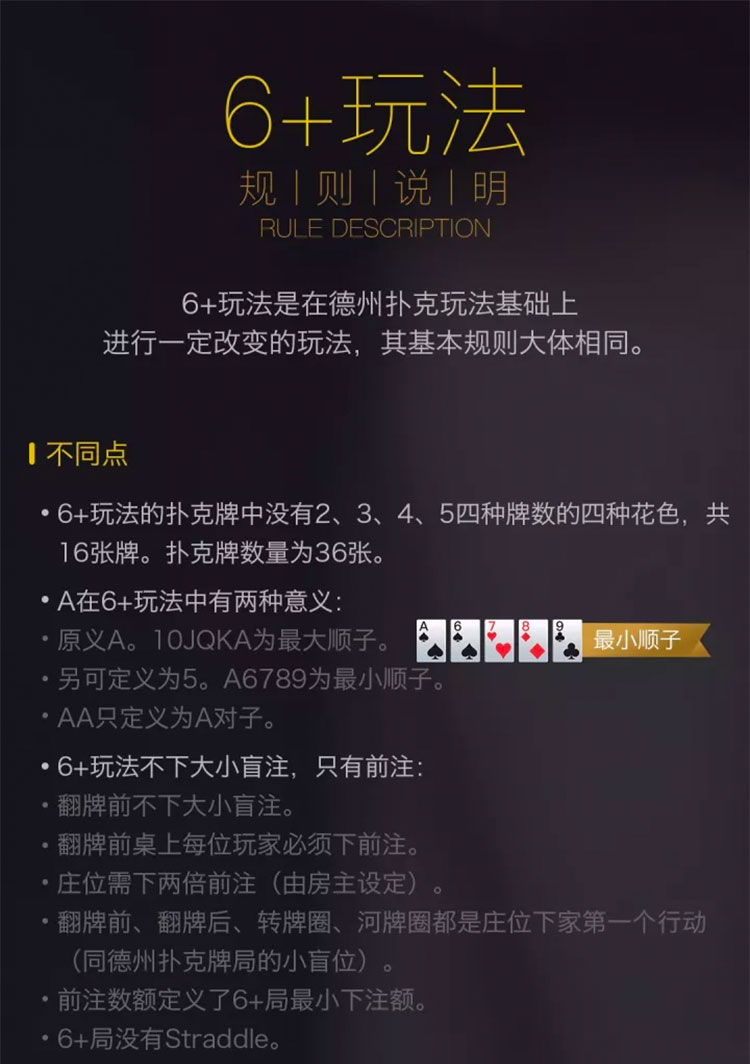 6+玩法
规|则|说|明
RULE DESCRIPTION
6+玩法是在德州扑克玩法基础上
进行一定改变的玩法，其基本规则大体相同。
不同点
• 6+玩法的扑克牌中没有2、3、4、5四种牌数的四种花色，共
16张牌。扑克牌数量为36张。
• A在6+玩法中有两种意义：
• 原义A。10JQKA为最大顺子。
A 6 7 8 9 最小顺子
• 另可定义为5。A6789为最小顺子。
• AA只定义为A对子。
• 6+玩法不下大小盲注，只有前注：
• 翻牌前不下大小盲注。
• 翻牌前桌上每位玩家必须下前注。
• 庄位需下两倍前注（由房主设定）。
• 翻牌前、翻牌后、转牌圈、河牌圈都是庄位下家第一个行动
（同德州扑克牌局的小盲位）。
• 前注数额定义了6+局最小下注额。
• 6+局没有Straddle。